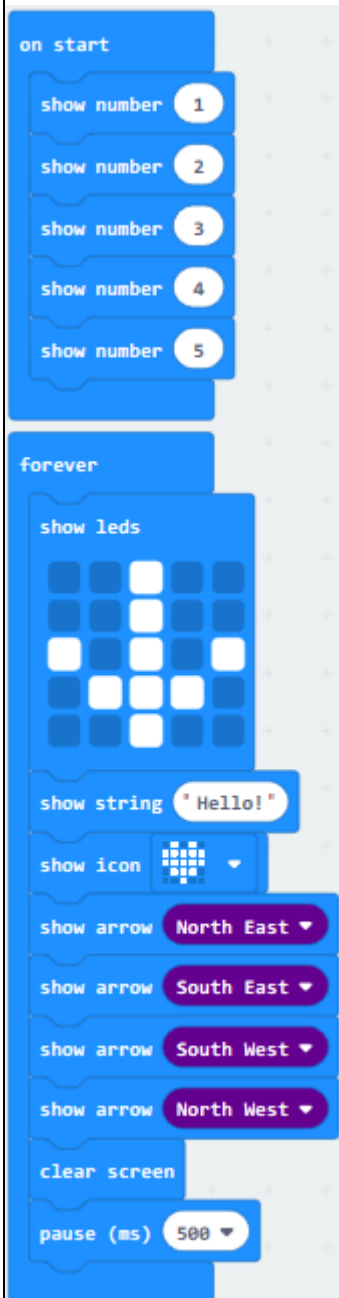 on start
show number 1
show number 2
show number 3
show number 4
show number 5
forever
show leds
show string "Hello!"
show icon
show arrow North East
show arrow South East
show arrow South West
show arrow North West
clear screen
pause (ms) 500